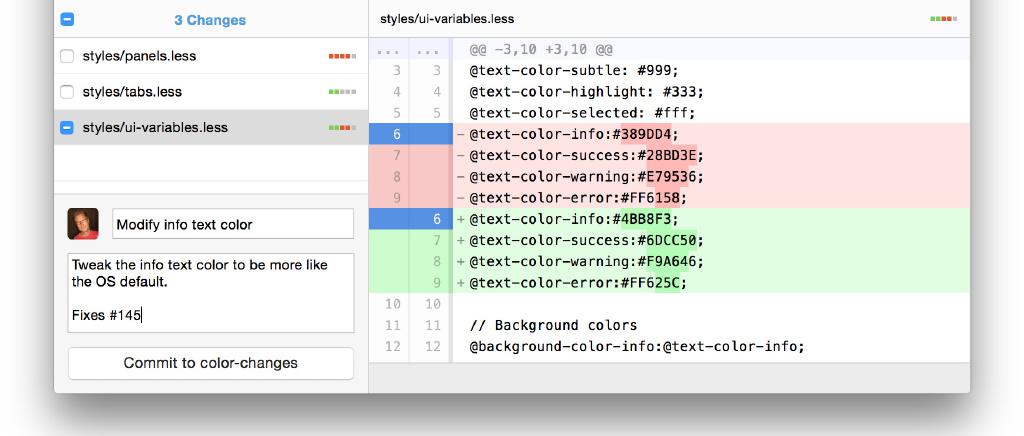 3 Changes
styles/panels.less
styles/tabs.less
styles/ui-variables.less
Modify info text color
Tweak the info text color to be more like
the OS default.
Fixes #145
Commit to color-changes
styles/ui-variables.less
... ... @@ -3,10 +3,10 @@
3 3 @text-color-subtle: #999;
4 4 @text-color-highlight: #333;
5 5 @text-color-selected: #fff;
6 - @text-color-info:#389DD4;
7 - @text-color-success:#28BD3E;
8 - @text-color-warning:#E79536;
9 - @text-color-error:#FF6158;
6 + @text-color-info:#4BB8F3;
7 + @text-color-success:#6DCC50;
8 + @text-color-warning:#F9A646;
9 + @text-color-error:#FF625C;
10 10
11 11 // Background colors
12 12 @background-color-info:@text-color-info;